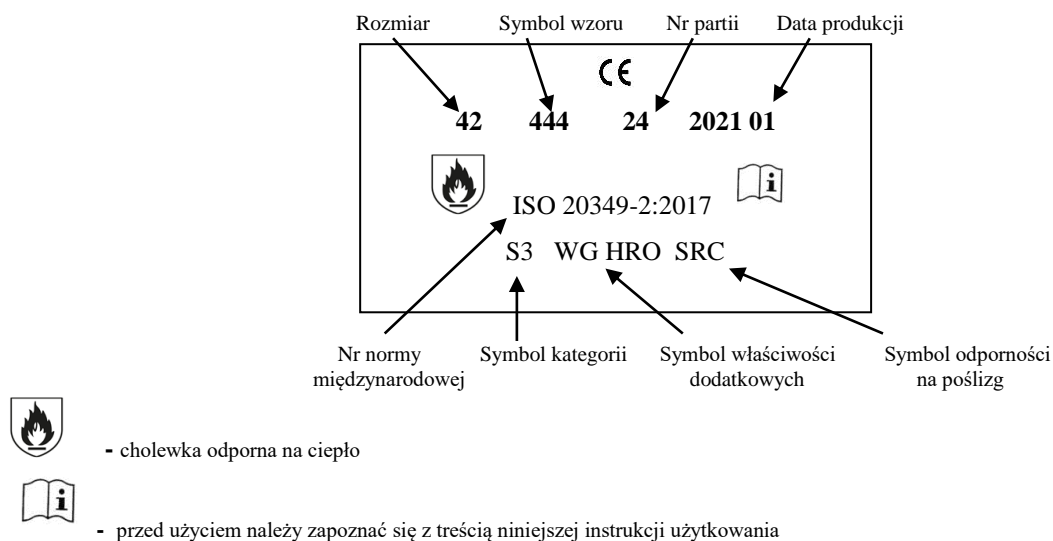 Rozmiar Symbol wzoru Nr partii Data produkcji
CE
42 444 24 2021 01
i
ISO 20349-2:2017
S3 WG HRO SRC
Nr normy międzynarodowej Symbol kategorii Symbol właściwości dodatkowych Symbol odporności na poślizg
- cholewka odporna na ciepło
i
- przed użyciem należy zapoznać się z treścią niniejszej instrukcji użytkowania